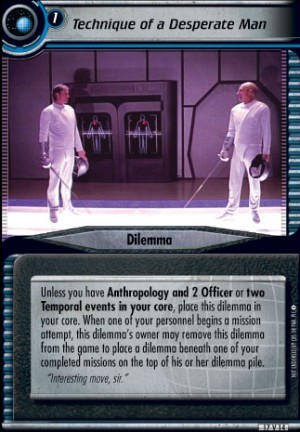 1
Technique of a Desperate Man
Dilemma
Unless you have Anthropology and 2 Officer or two
Temporal events in your core, place this dilemma in
your core. When one of your personnel begins a mission
attempt, this dilemma's owner may remove this dilemma
from the game to place a dilemma beneath one of your
completed missions on the top of his or her dilemma pile.
"Interesting move, sir."
17 V 14